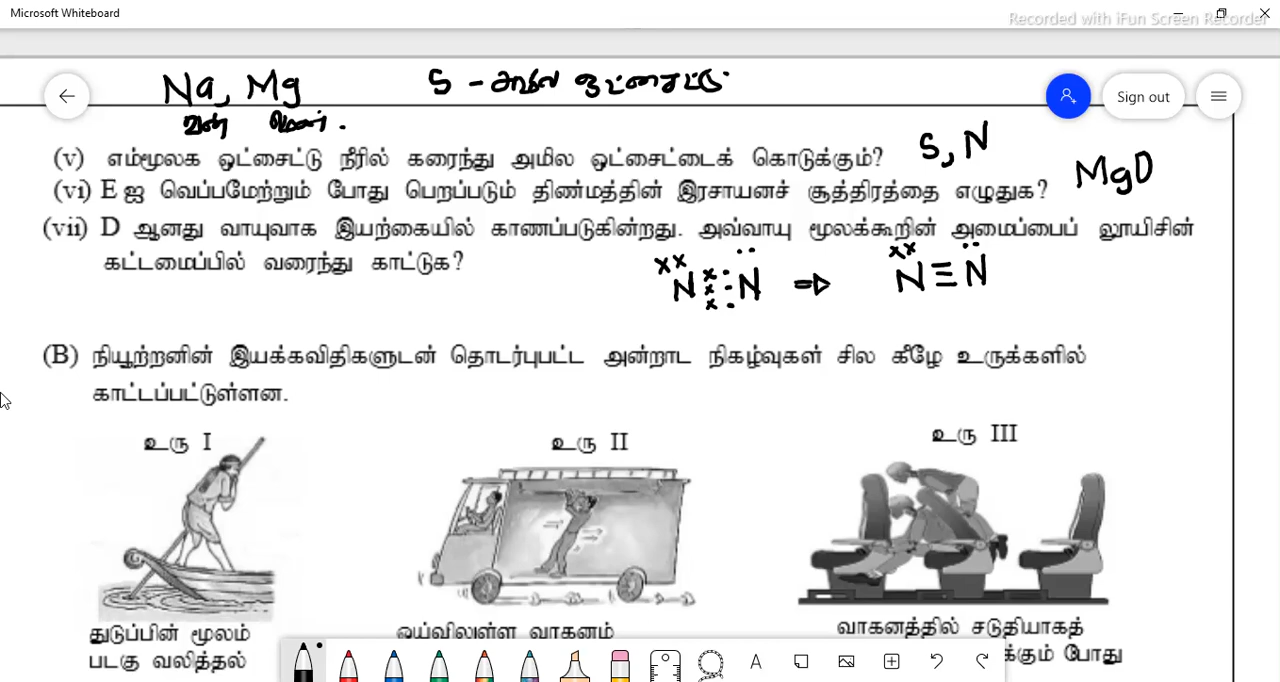 Microsoft Whiteboard
Recorded with iFun Screen Recorder
Na, Mg
S - அமில ஒட்சைட்டு
Sign out
(v) எம்மூலக ஒட்சைட்டு நீரில் கரைந்து அமில ஒட்சைட்டைக் கொடுக்கும்? S, N
(vi) E ஐ வெப்பமேற்றும் போது பெறப்படும் திண்மத்தின் இரசாயனச் சூத்திரத்தை எழுதுக? MgO
(vii) D ஆனது வாயுவாக இயற்கையில் காணப்படுகின்றது. அவ்வாயு மூலக்கூறின் அமைப்பைப் லூயிசின்
கட்டமைப்பில் வரைந்து காட்டுக?
N N ⇒ N ≡ N
(B) நியூற்றனின் இயக்கவிதிகளுடன் தொடர்புபட்ட அன்றாட நிகழ்வுகள் சில கீழே உருக்களில்
காட்டப்பட்டுள்ளன.
உரு I உரு II உரு III
துடுப்பின் மூலம்
படகு வலித்தல்
ஒய்விலுள்ள வாகனம்
வாகனத்தில் சடுதியாகத்
க்கும் போது
A